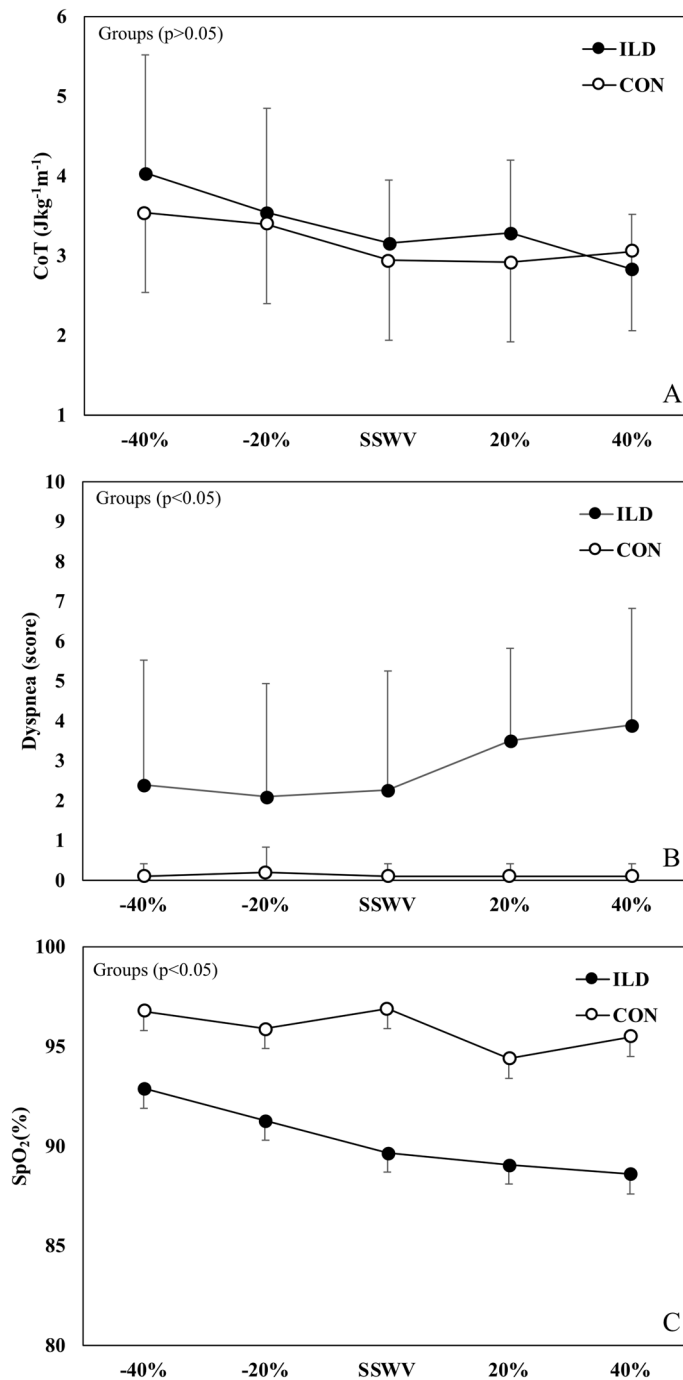 Groups (p>0.05)
ILD
CON
6
5
4
3
2
1
CoT (Jkg⁻¹m⁻¹)
-40% -20% SSWV 20% 40%
A
Groups (p<0.05)
ILD
CON
10
9
8
7
6
5
4
3
2
1
0
Dyspnea (score)
-40% -20% SSWV 20% 40%
B
Groups (p<0.05)
ILD
CON
100
95
90
85
80
SpO₂(%)
-40% -20% SSWV 20% 40%
C